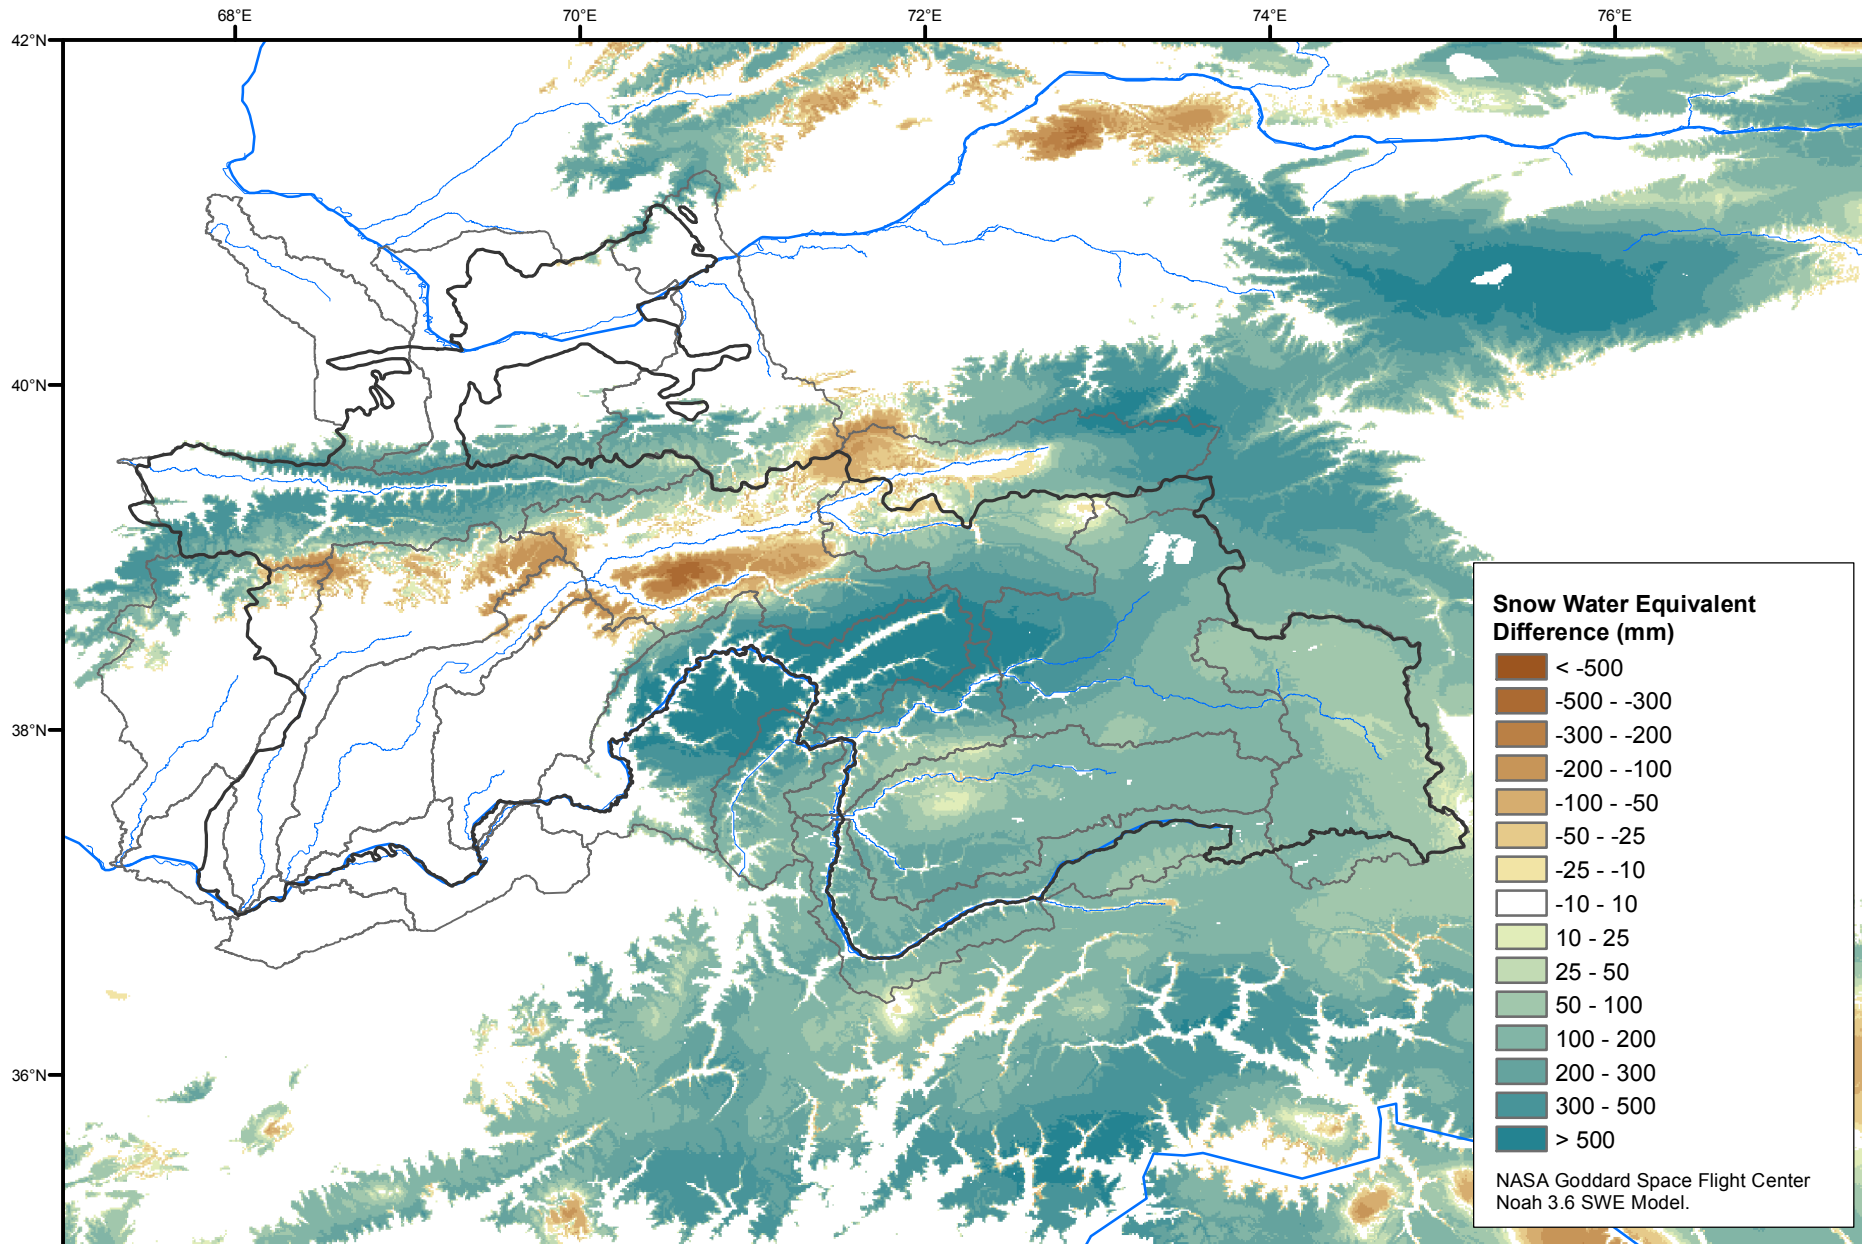 68°E
70°E
72°E
74°E
76°E
42°N
40°N
38°N
36°N
Snow Water Equivalent
Difference (mm)
< -500
-500 - -300
-300 - -200
-200 - -100
-100 - -50
-50 - -25
-25 - -10
-10 - 10
10 - 25
25 - 50
50 - 100
100 - 200
200 - 300
300 - 500
> 500
NASA Goddard Space Flight Center
Noah 3.6 SWE Model.